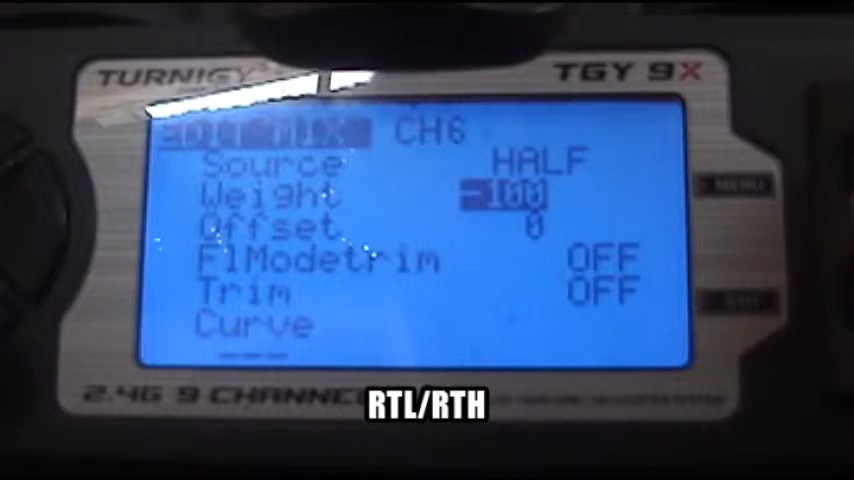 TURNIGY
TGY 9X
EDIT MIX CH6
Source HALF
Weight -100
Offset 0
FlModetrim OFF
Trim OFF
Curve
---
MENU
EXIT
2.4G 9 CHANNEL
RTL/RTH